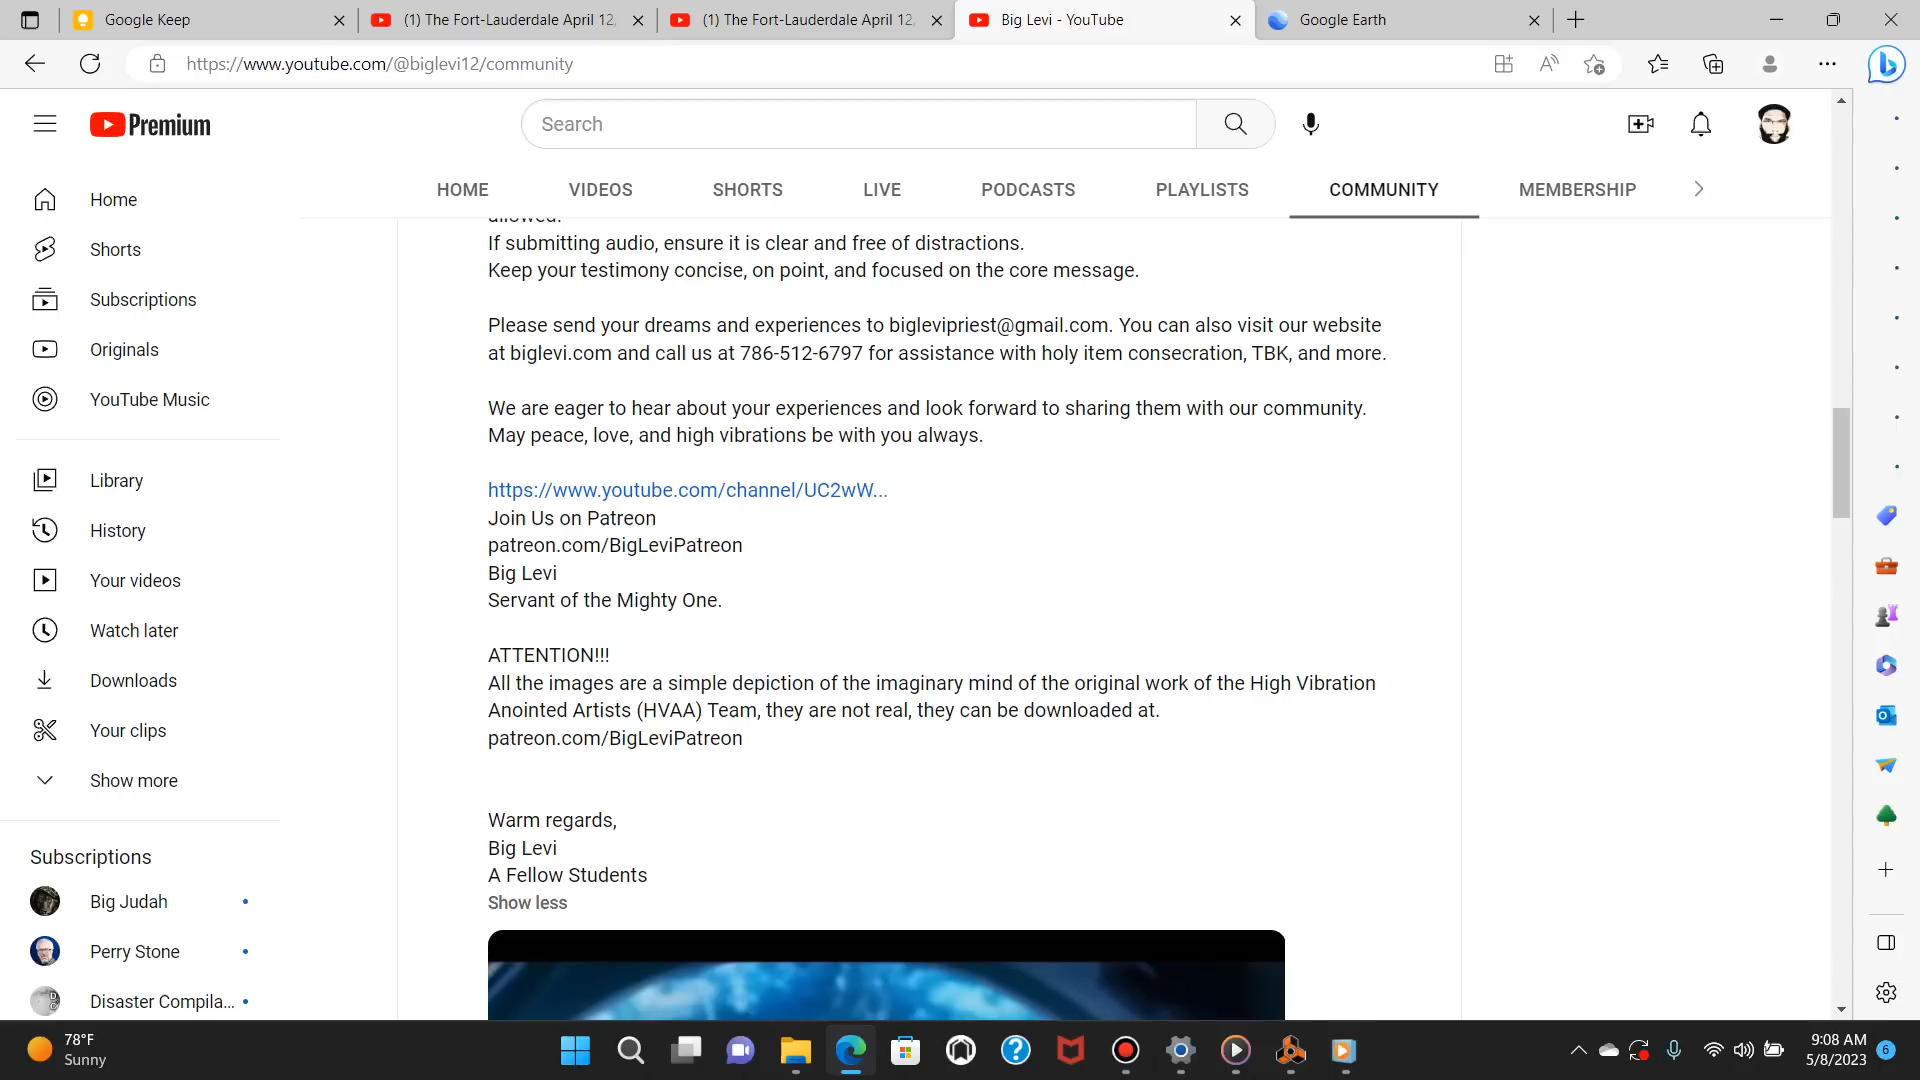 Google Keep
(1) The Fort-Lauderdale April 12,
(1) The Fort-Lauderdale April 12,
Big Levi - YouTube
Google Earth
https://www.youtube.com/@biglevi12/community
Premium
Search
HOME
VIDEOS
SHORTS
LIVE
PODCASTS
PLAYLISTS
COMMUNITY
MEMBERSHIP
Home
Shorts
Subscriptions
Originals
YouTube Music
Library
History
Your videos
Watch later
Downloads
Your clips
Show more
Subscriptions
Big Judah
Perry Stone
Disaster Compila...
allowed.
If submitting audio, ensure it is clear and free of distractions.
Keep your testimony concise, on point, and focused on the core message.
Please send your dreams and experiences to biglevipriest@gmail.com. You can also visit our website
at biglevi.com and call us at 786-512-6797 for assistance with holy item consecration, TBK, and more.
We are eager to hear about your experiences and look forward to sharing them with our community.
May peace, love, and high vibrations be with you always.
https://www.youtube.com/channel/UC2wW...
Join Us on Patreon
patreon.com/BigLeviPatreon
Big Levi
Servant of the Mighty One.
ATTENTION!!!
All the images are a simple depiction of the imaginary mind of the original work of the High Vibration
Anointed Artists (HVAA) Team, they are not real, they can be downloaded at.
patreon.com/BigLeviPatreon
Warm regards,
Big Levi
A Fellow Students
Show less
78°F
Sunny
9:08 AM
5/8/2023
6